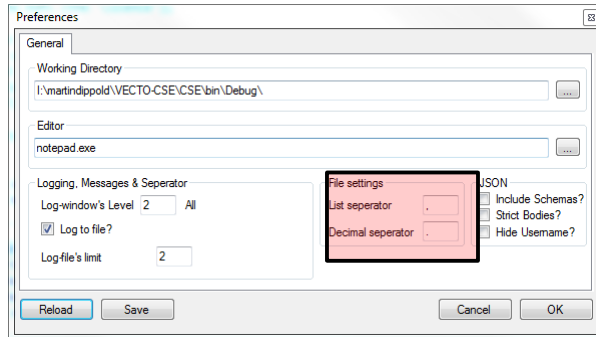 Preferences
General
Working Directory
I:\martindippold\VECTO-CSE\CSE\bin\Debug\
...
Editor
notepad.exe
...
Logging, Messages & Seperator
Log-window's Level 2 All
Log to file?
Log-file's limit 2
File settings
List seperator ,
Decimal seperator .
JSON
Include Schemas?
Strict Bodies?
Hide Username?
Reload Save Cancel OK